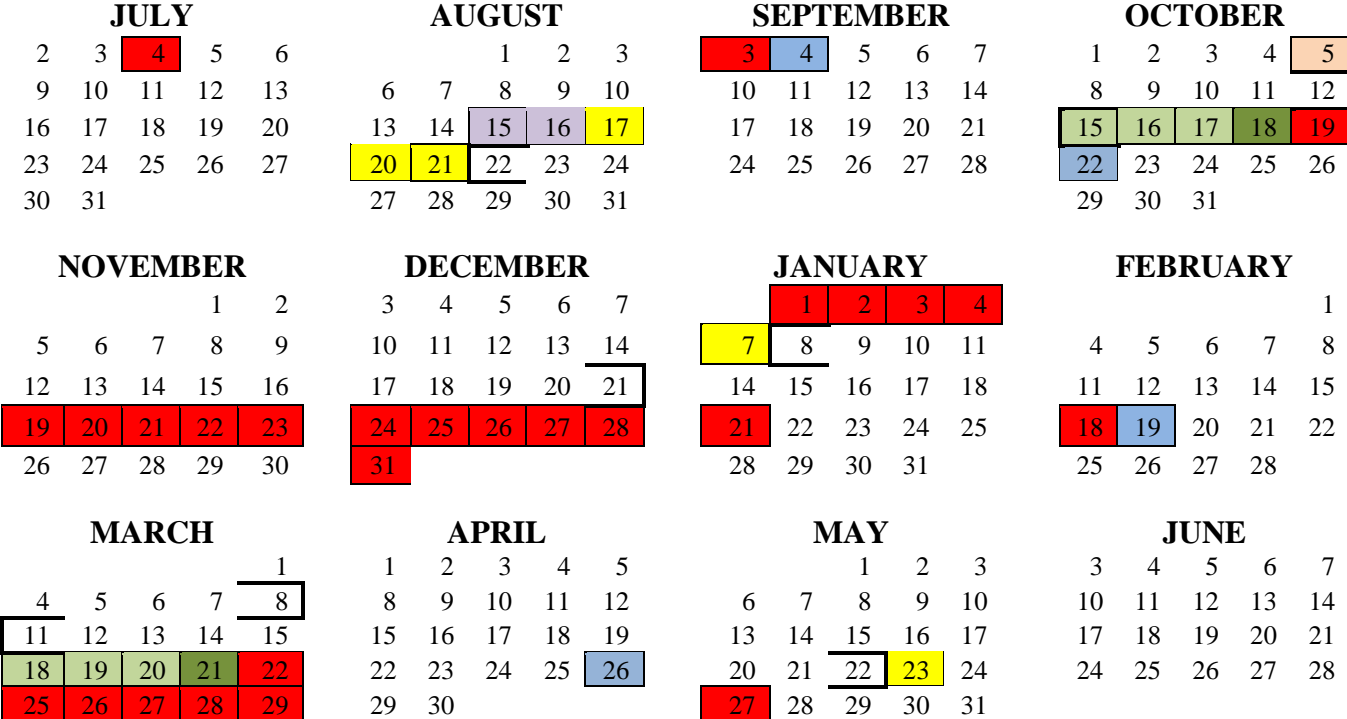 JULY AUGUST SEPTEMBER OCTOBER
2 3 4 5 6 1 2 3 3 4 5 6 7 1 2 3 4 5
9 10 11 12 13 6 7 8 9 10 10 11 12 13 14 8 9 10 11 12
16 17 18 19 20 13 14 15 16 17 17 18 19 20 21 15 16 17 18 19
23 24 25 26 27 20 21 22 23 24 24 25 26 27 28 22 23 24 25 26
30 31 27 28 29 30 31 29 30 31
NOVEMBER DECEMBER JANUARY FEBRUARY
1 2 3 4 5 6 7 1 2 3 4 1
5 6 7 8 9 10 11 12 13 14 7 8 9 10 11 4 5 6 7 8
12 13 14 15 16 17 18 19 20 21 14 15 16 17 18 11 12 13 14 15
19 20 21 22 23 24 25 26 27 28 21 22 23 24 25 18 19 20 21 22
26 27 28 29 30 31 28 29 30 31 25 26 27 28
MARCH APRIL MAY JUNE
1 1 2 3 4 5 1 2 3 3 4 5 6 7
4 5 6 7 8 8 9 10 11 12 6 7 8 9 10 10 11 12 13 14
11 12 13 14 15 15 16 17 18 19 13 14 15 16 17 17 18 19 20 21
18 19 20 21 22 22 23 24 25 26 20 21 22 23 24 24 25 26 27 28
25 26 27 28 29 29 30 27 28 29 30 31